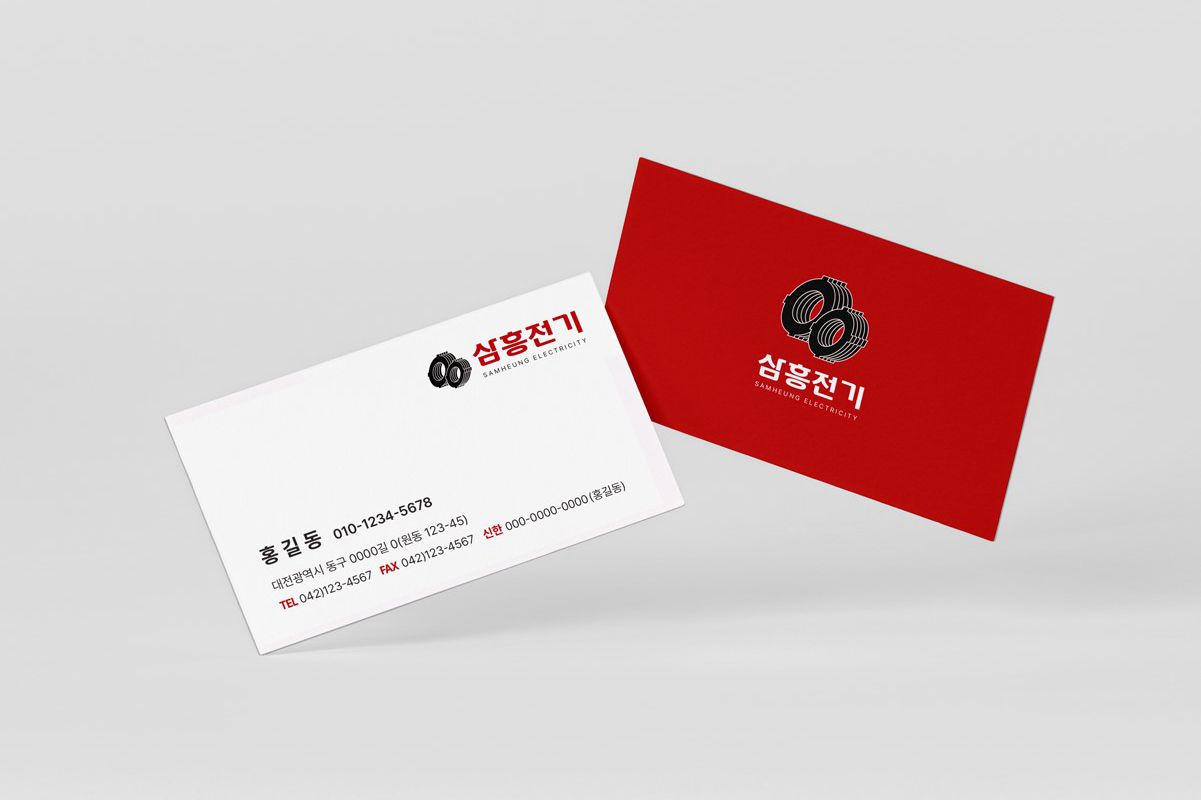 삼흥전기
SAMHEUNG ELECTRICITY
홍길동 010-1234-5678
대전광역시 동구 0000길 0(원동 123-45)
TEL 042)123-4567 FAX 042)123-4567 신한 000-0000-0000(홍길동)
삼흥전기
SAMHEUNG ELECTRICITY